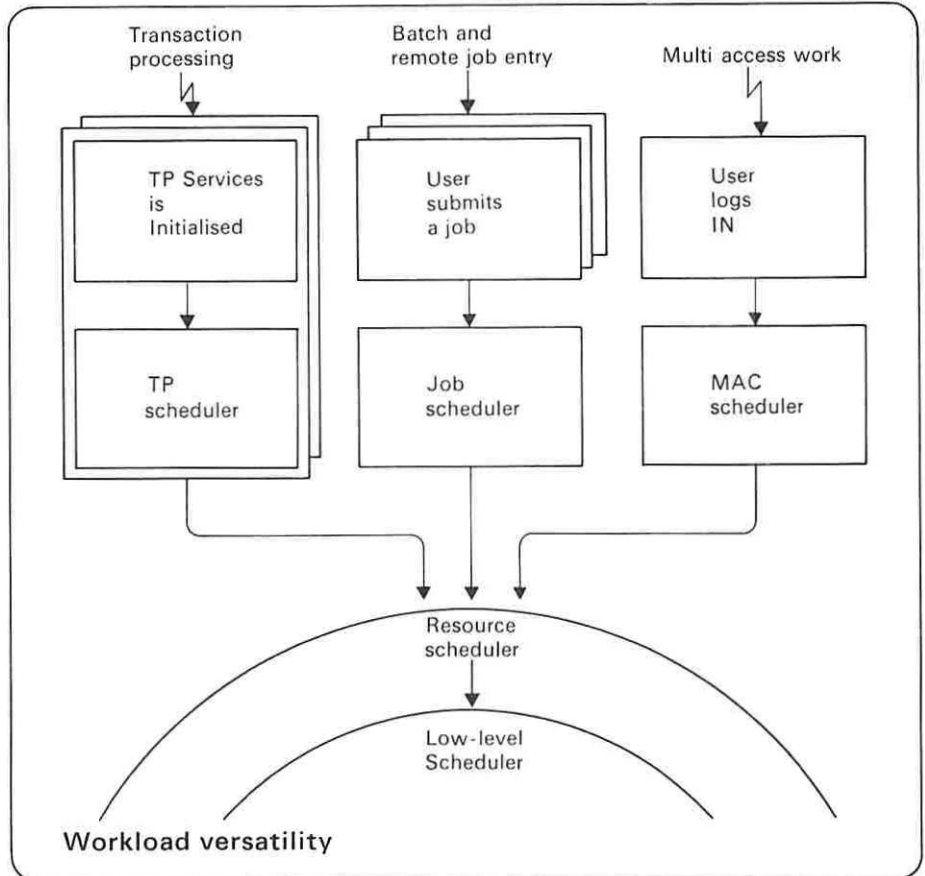 Transaction
processing
Batch and
remote job entry
Multi access work
TP Services
is
Initialised
User
submits
a job
User
logs
IN
TP
scheduler
Job
scheduler
MAC
scheduler
Resource
scheduler
Low-level
Scheduler
Workload versatility